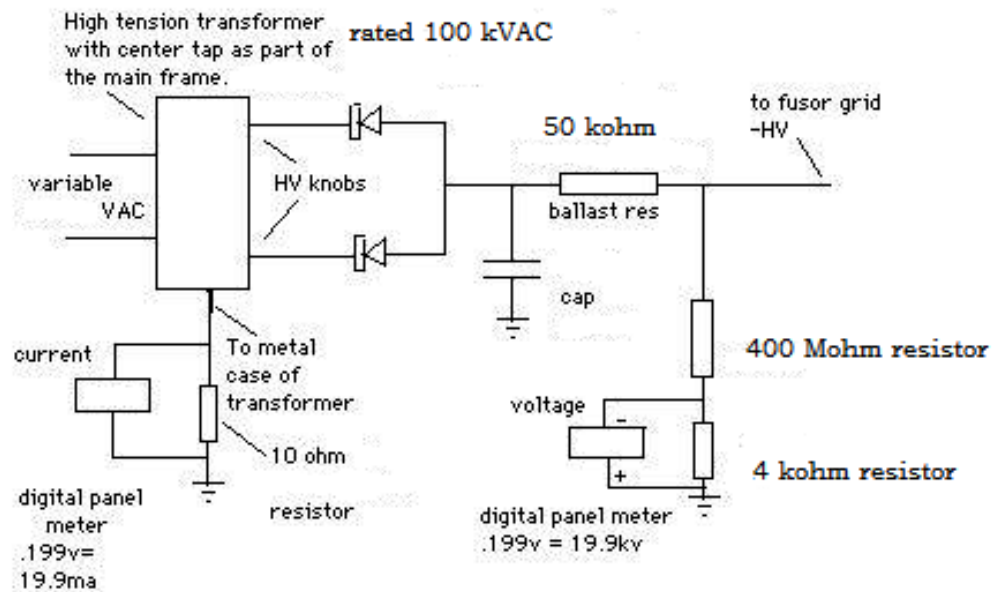 High tension transformer
with center tap as part of
the main frame.
rated 100 kVAC
to fusor grid
-HV
50 kohm
variable
VAC
HV knobs
ballast res
cap
current
To metal
case of
transformer
400 Mohm resistor
voltage
-
+
10 ohm
resistor
4 kohm resistor
digital panel
meter
.199v=
19.9ma
digital panel meter
.199v = 19.9kv